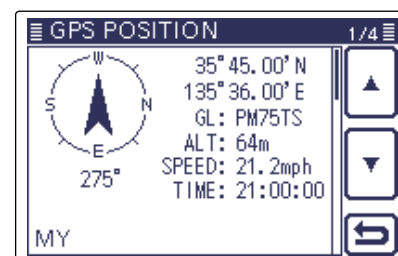 GPS POSITION 1/4
W
S N
E
275°
35°45.00'N
135°36.00'E
GL: PM75TS
ALT: 64m
SPEED: 21.2mph
TIME: 21:00:00
MY